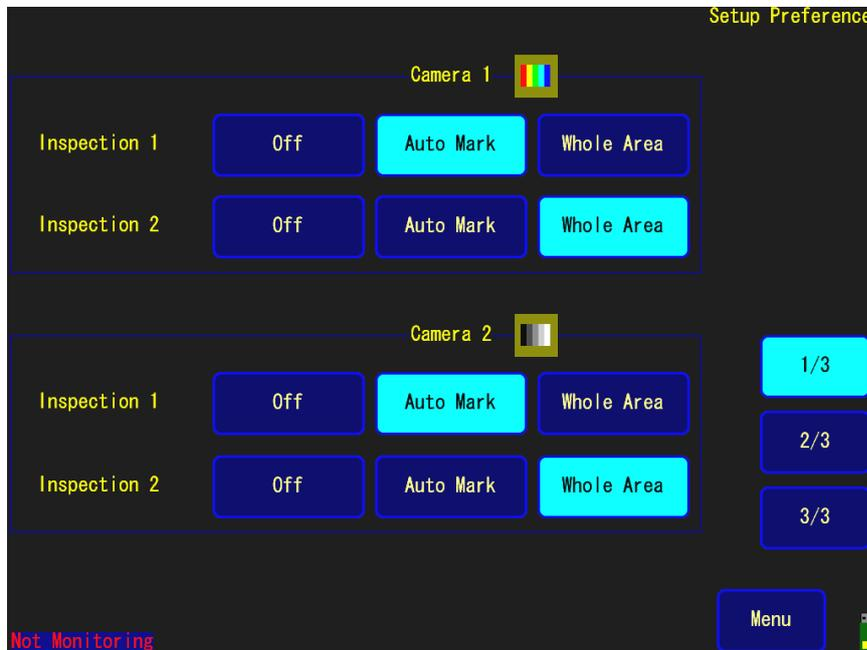 Setup Preference
Camera 1
Inspection 1 Off Auto Mark Whole Area
Inspection 2 Off Auto Mark Whole Area
Camera 2
Inspection 1 Off Auto Mark Whole Area
Inspection 2 Off Auto Mark Whole Area
1/3
2/3
3/3
Menu
Not Monitoring